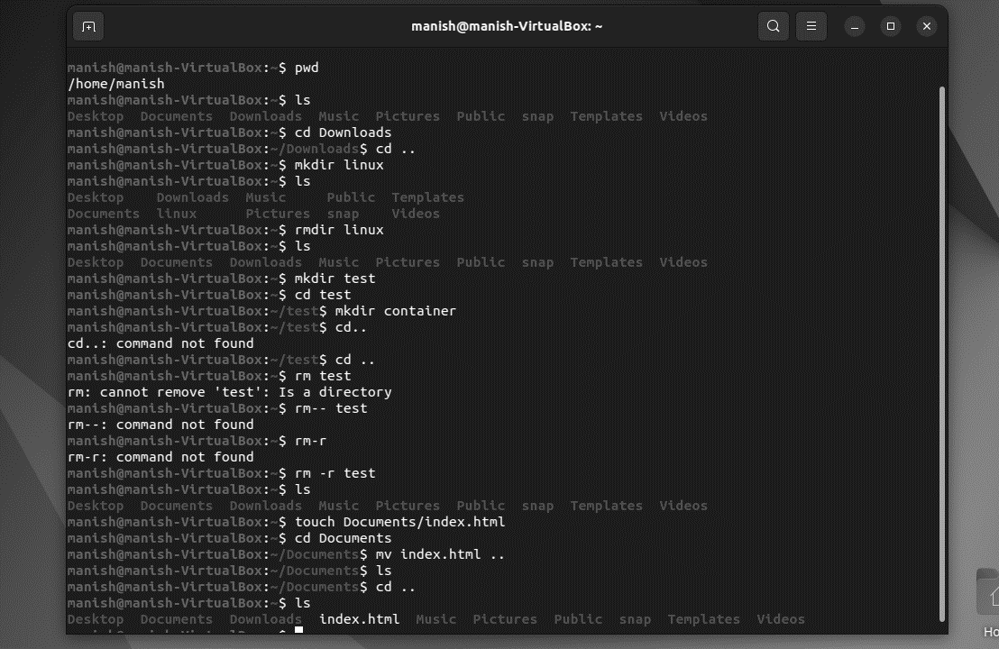 manish@manish-VirtualBox: ~
manish@manish-VirtualBox:~$ pwd
/home/manish
manish@manish-VirtualBox:~$ ls
Desktop  Documents  Downloads  Music  Pictures  Public  snap  Templates  Videos
manish@manish-VirtualBox:~$ cd Downloads
manish@manish-VirtualBox:~/Downloads$ cd ..
manish@manish-VirtualBox:~$ mkdir linux
manish@manish-VirtualBox:~$ ls
Desktop    Downloads  Music     Public  Templates
Documents  linux      Pictures  snap    Videos
manish@manish-VirtualBox:~$ rmdir linux
manish@manish-VirtualBox:~$ ls
Desktop  Documents  Downloads  Music  Pictures  Public  snap  Templates  Videos
manish@manish-VirtualBox:~$ mkdir test
manish@manish-VirtualBox:~$ cd test
manish@manish-VirtualBox:~/test$ mkdir container
manish@manish-VirtualBox:~/test$ cd..
cd..: command not found
manish@manish-VirtualBox:~/test$ cd ..
manish@manish-VirtualBox:~$ rm test
rm: cannot remove 'test': Is a directory
manish@manish-VirtualBox:~$ rm-- test
rm--: command not found
manish@manish-VirtualBox:~$ rm-r
rm-r: command not found
manish@manish-VirtualBox:~$ rm -r test
manish@manish-VirtualBox:~$ ls
Desktop  Documents  Downloads  Music  Pictures  Public  snap  Templates  Videos
manish@manish-VirtualBox:~$ touch Documents/index.html
manish@manish-VirtualBox:~$ cd Documents
manish@manish-VirtualBox:~/Documents$ mv index.html ..
manish@manish-VirtualBox:~/Documents$ ls
manish@manish-VirtualBox:~/Documents$ cd ..
manish@manish-VirtualBox:~$ ls
Desktop  Documents  Downloads  index.html  Music  Pictures  Public  snap  Templates  Videos
manish@manish-VirtualBox:~$
Ho